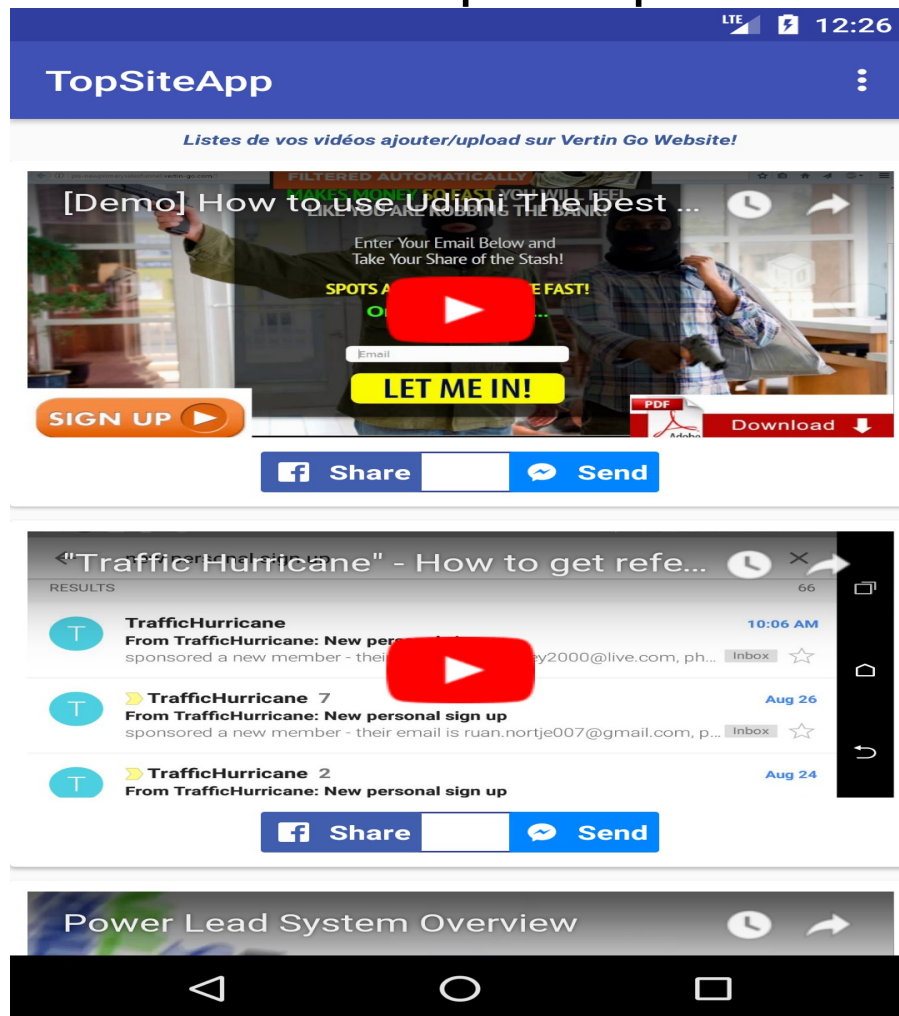 LTE 12:26
TopSiteApp
Listes de vos vidéos ajouter/upload sur Vertin Go Website!
FILTERED AUTOMATICALLY
MAKES MONEY SO FAST YOU WILL FEEL
[Demo] How to use Udimi The best ...
LIKE YOU ARE ROBBING THE BANK!
Enter Your Email Below and
Take Your Share of the Stash!
SPOTS A E FAST!
Email
LET ME IN!
SIGN UP
PDF
Adobe
Download
Share Send
"Traffic Hurricane" - How to get refe...
RESULTS 66
T TrafficHurricane 10:06 AM
From TrafficHurricane: New
sponsored a new member - their y2000@live.com, ph... Inbox
T TrafficHurricane 7 Aug 26
From TrafficHurricane: New personal sign up
sponsored a new member - their email is ruan.nortje007@gmail.com, p... Inbox
T TrafficHurricane 2 Aug 24
From TrafficHurricane: New personal sign up
Share Send
Power Lead System Overview